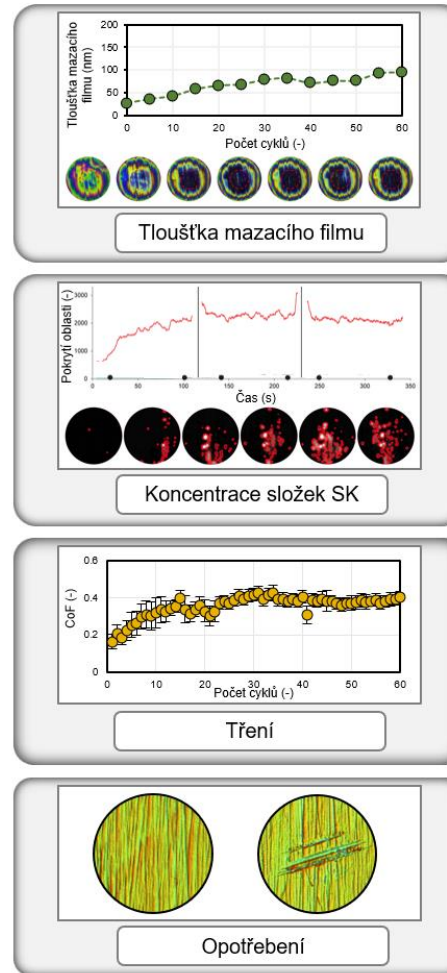 Tloušťka mazacího
filmu (nm)
200
150
100
50
0
0 10 20 30 40 50 60
Počet cyklů (-)
Tloušťka mazacího filmu
Pokrytí oblasti (-)
3000
2000
1000
0
0 50 100 150 200 250 300 350
Čas (s)
Koncentrace složek SK
CoF (-)
0.6
0.4
0.2
0
0 10 20 30 40 50 60
Počet cyklů (-)
Tření
Opotřebení